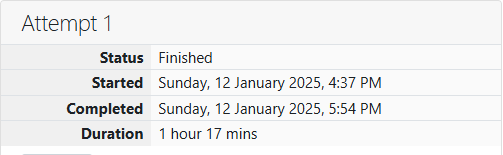 Attempt 1
Status Finished
Started Sunday, 12 January 2025, 4:37 PM
Completed Sunday, 12 January 2025, 5:54 PM
Duration 1 hour 17 mins